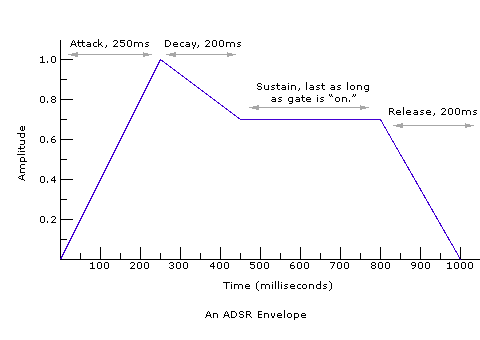 Attack, 250ms Decay, 200ms
1.0
Sustain, last as long
as gate is “on.”
0.8
Release, 200ms
Amplitude
0.6
0.4
0.2
100 200 300 400 500 600 700 800 900 1000
Time (milliseconds)
An ADSR Envelope